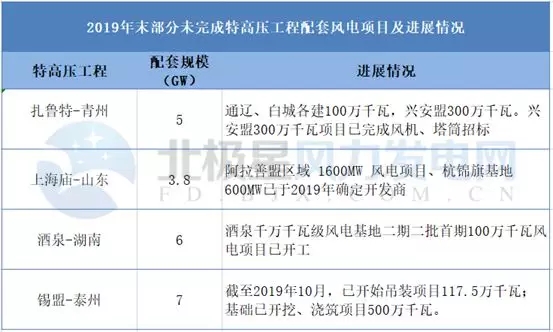 2019年末部分未完成特高压工程配套风电项目及进展情况
特高压工程 配套规模 进展情况
（GW）
扎鲁特-青州 5 通辽、白城各建100万千瓦，兴安盟300万千瓦。兴
安盟300万千瓦项目已完成风机、塔筒招标
上海庙-山东 3.8 阿拉善盟区域 1600MW 风电项目、杭锦旗基地
600MW已于2019年确定开发商
酒泉-湖南 6 酒泉千万千瓦级风电基地二期二批首期100万千瓦风
电项目已开工
锡盟-泰州 7 截至2019年10月，已开始吊装项目117.5万千瓦；
基础已开挖、浇筑项目500万千瓦。
北极星风力发电网
FD.BJX.COM.CN